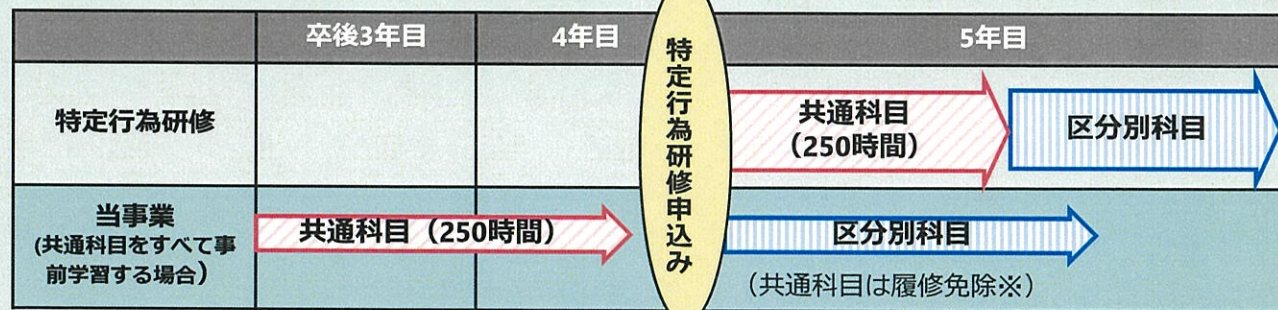 卒後3年目
4年目
5年目
特定行為研修申込み
特定行為研修
共通科目
(250時間)
区分別科目
当事業
(共通科目をすべて事
前学習する場合)
共通科目(250時間)
区分別科目
(共通科目は履修免除※)